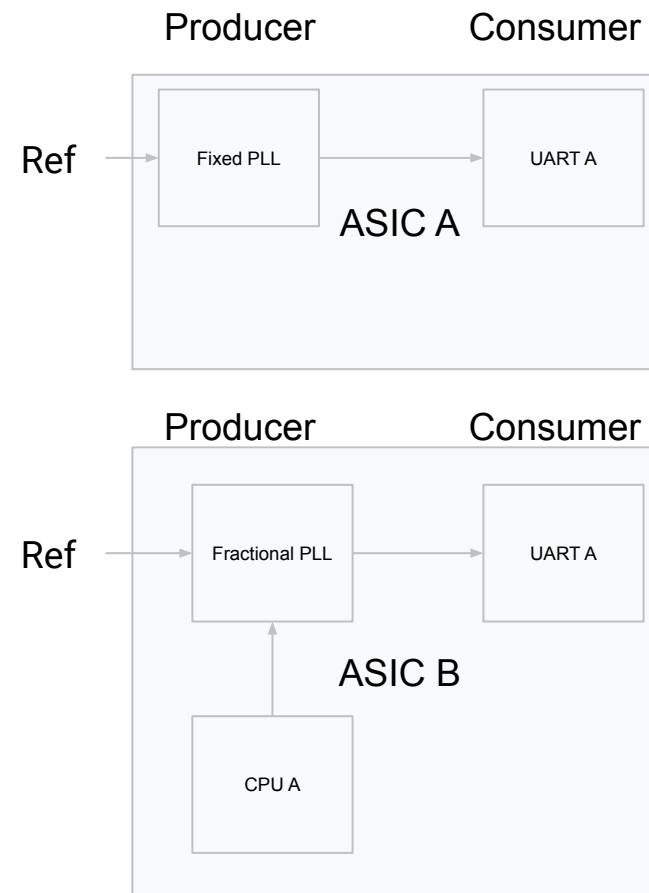 Producer Consumer
Ref Fixed PLL UART A
ASIC A
Producer Consumer
Ref Fractional PLL UART A
ASIC B
CPU A